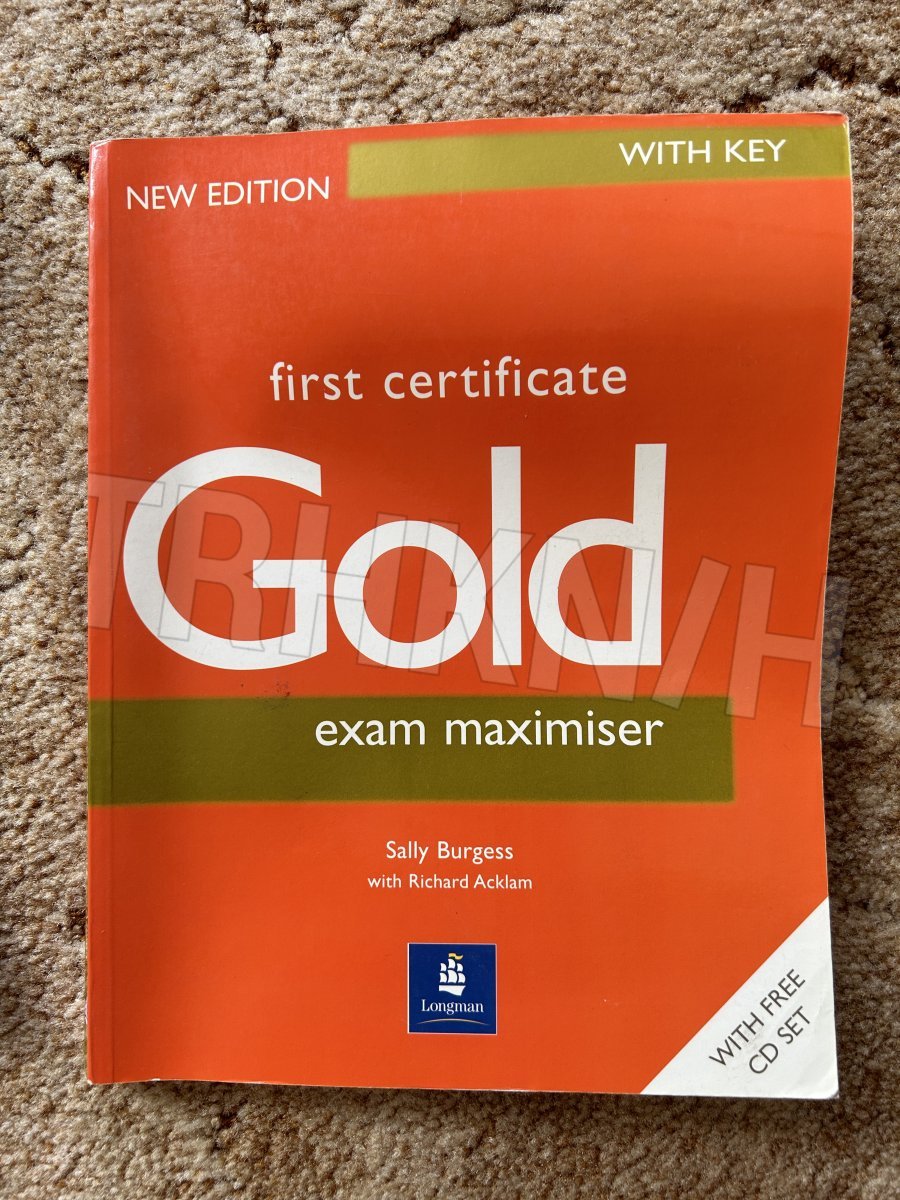 WITH KEY
NEW EDITION
first certificate
Gold
exam maximiser
Sally Burgess
with Richard Acklam
Longman
WITH FREE
CD SET